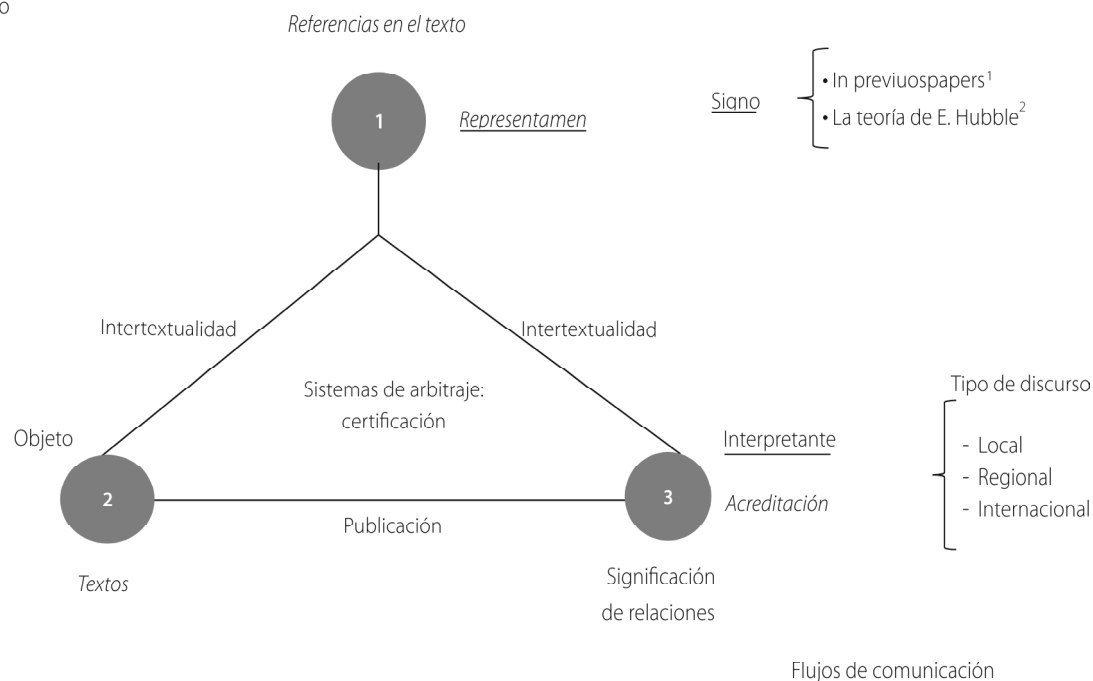 o
Referencias en el texto
• In previuospapers¹
Signo
1
Representamen
• La teoría de E. Hubble²
Intertextualidad
Intertextualidad
Sistemas de arbitraje:
certificación
Tipo de discurso
Objeto
Interpretante
- Local
- Regional
- Internacional
2
3
Acreditación
Publicación
Textos
Significación
de relaciones
Flujos de comunicación